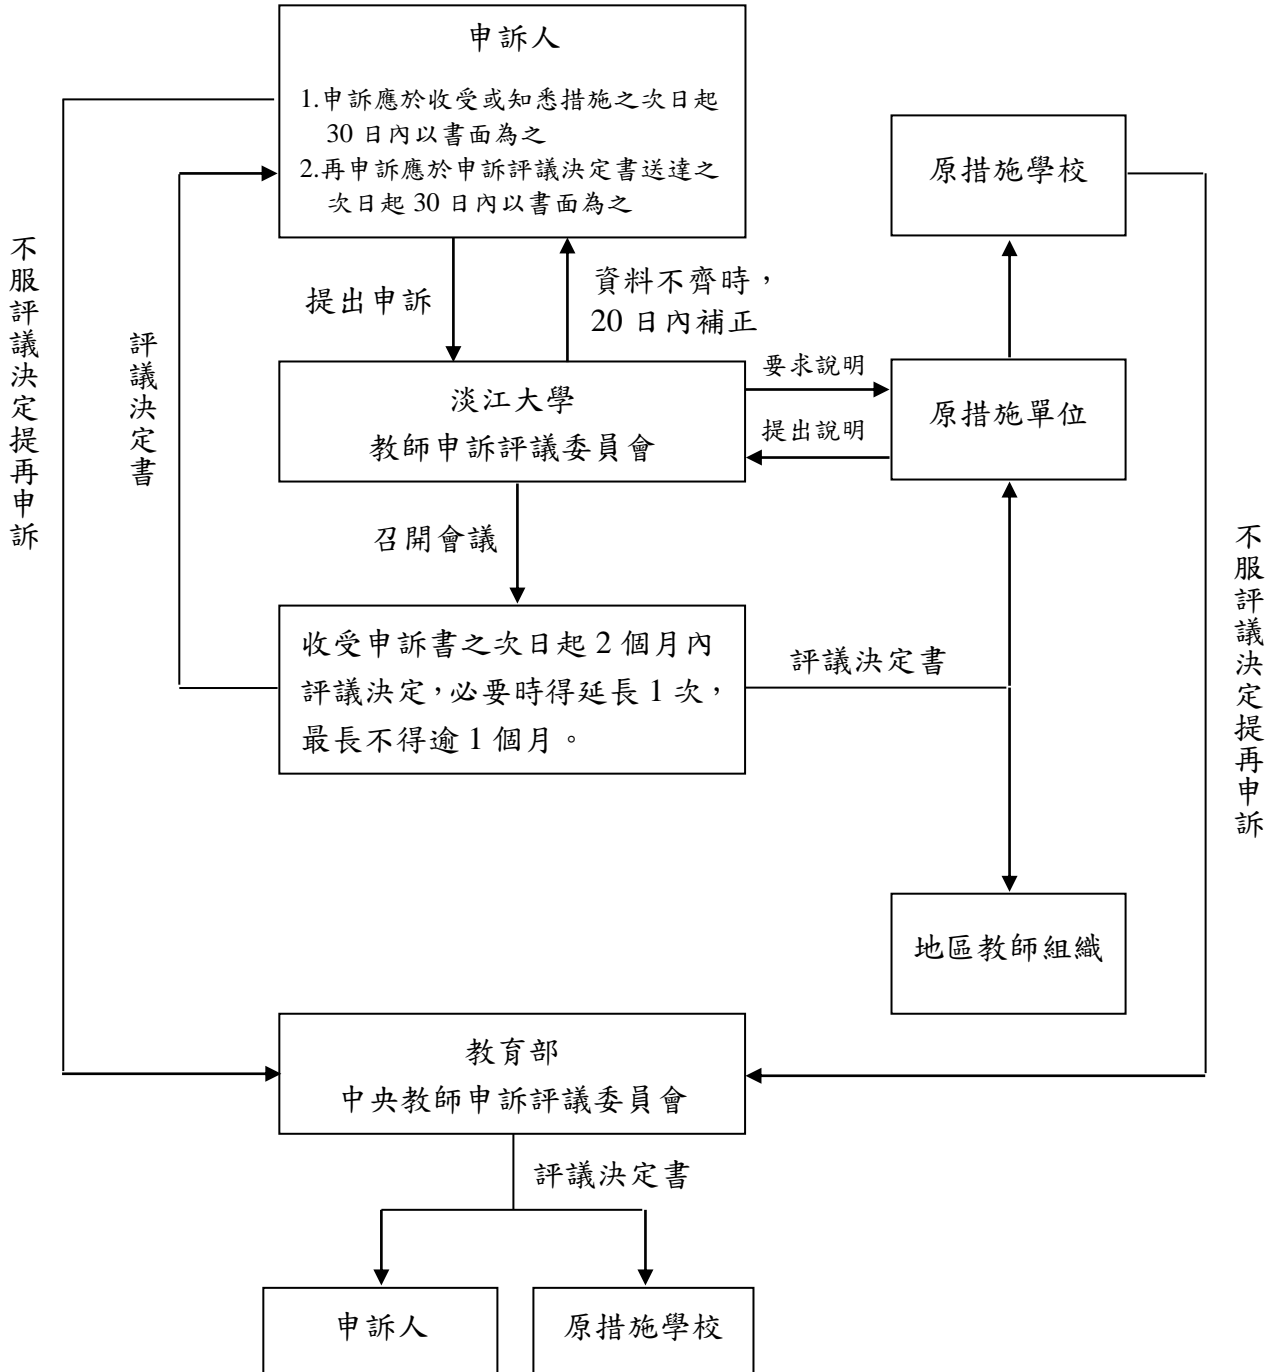 申訴人
1.申訴應於收受或知悉措施之次日起
30 日內以書面為之
2.再申訴應於申訴評議決定書送達之
次日起 30 日內以書面為之
原措施學校
不服評議決定提再申訴
評議決定書
提出申訴
資料不齊時，
20 日內補正
淡江大學
教師申訴評議委員會
要求說明
提出說明
原措施單位
召開會議
不服評議決定提再申訴
收受申訴書之次日起 2 個月內
評議決定，必要時得延長 1 次，
最長不得逾 1 個月。
評議決定書
地區教師組織
教育部
中央教師申訴評議委員會
評議決定書
申訴人
原措施學校